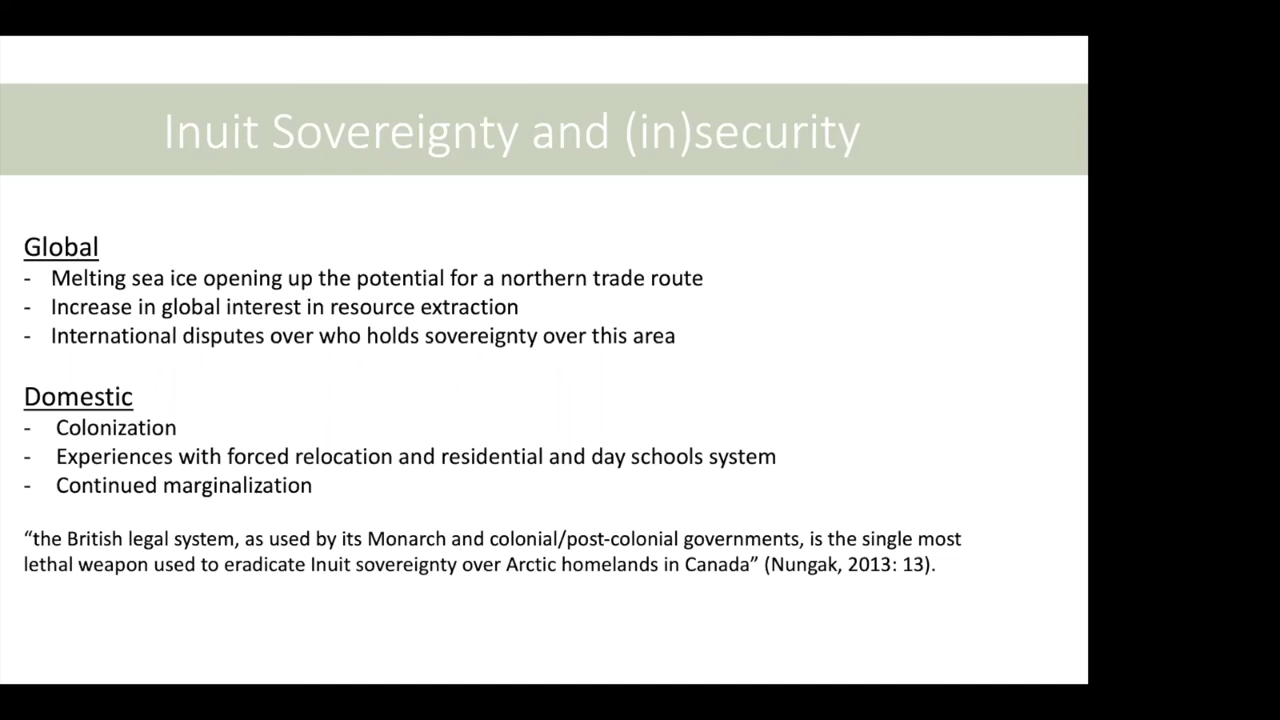 Inuit Sovereignty and (in)security
Global
- Melting sea ice opening up the potential for a northern trade route
- Increase in global interest in resource extraction
- International disputes over who holds sovereignty over this area
Domestic
- Colonization
- Experiences with forced relocation and residential and day schools system
- Continued marginalization
“the British legal system, as used by its Monarch and colonial/post-colonial governments, is the single most
lethal weapon used to eradicate Inuit sovereignty over Arctic homelands in Canada” (Nungak, 2013: 13).